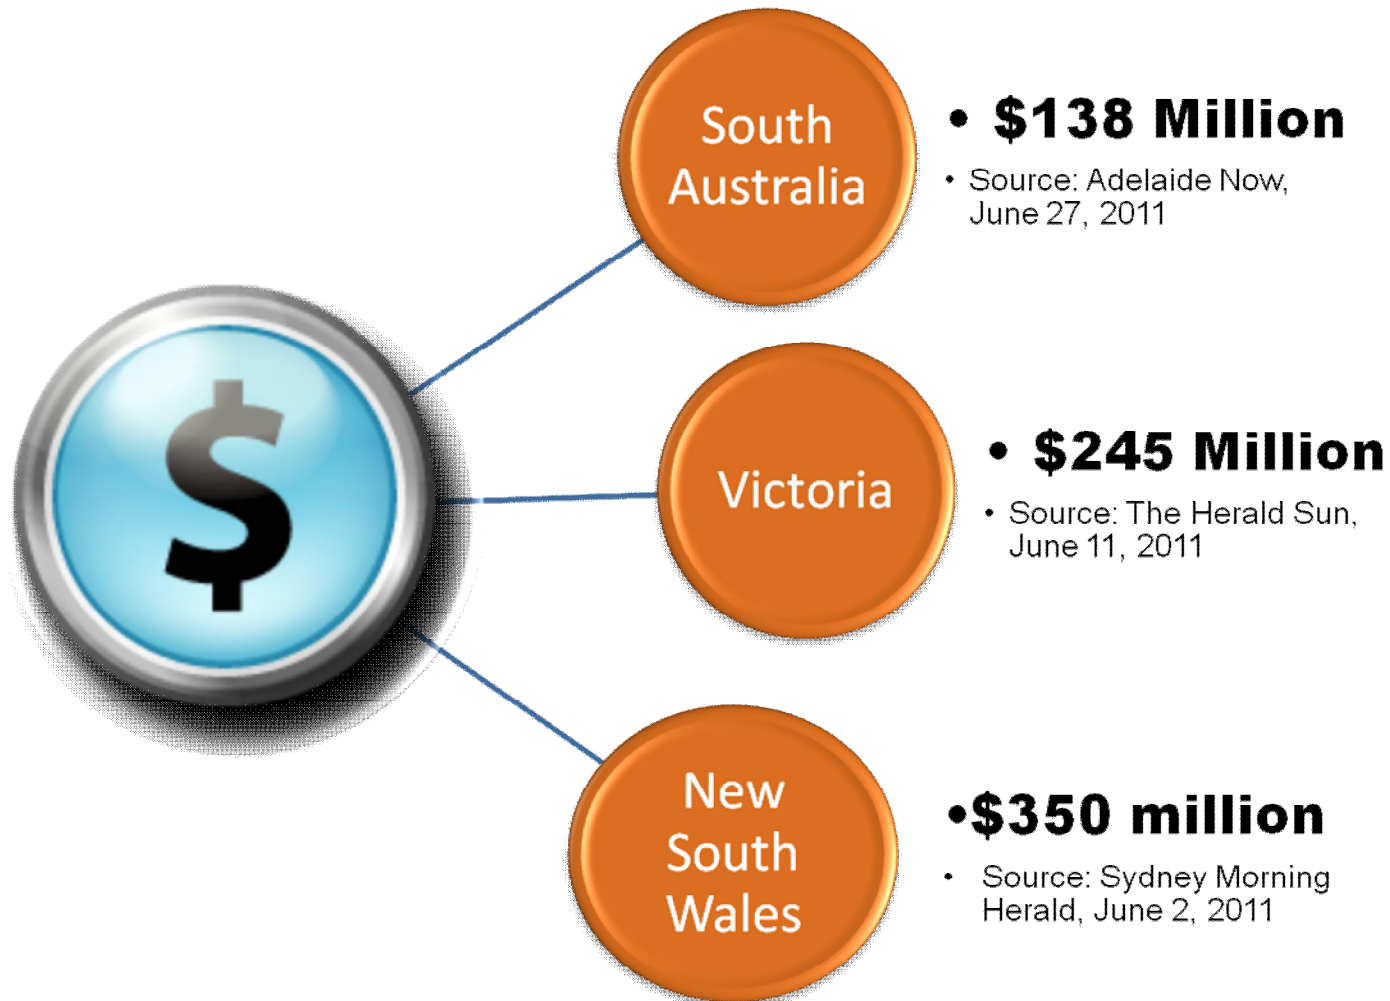 South
Australia
• $138 Million
• Source: Adelaide Now,
June 27, 2011
$
Victoria
• $245 Million
• Source: The Herald Sun,
June 11, 2011
New
South
Wales
•$350 million
• Source: Sydney Morning
Herald, June 2, 2011